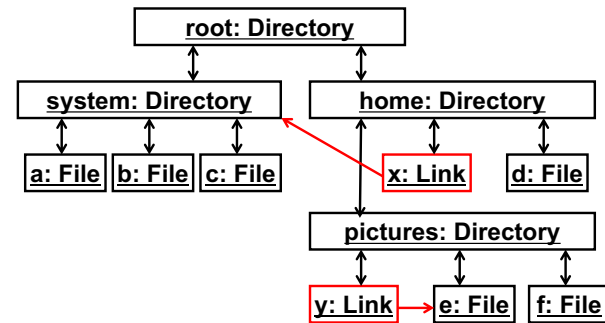 root: Directory
system: Directory
home: Directory
a: File
b: File
c: File
x: Link
d: File
pictures: Directory
y: Link
e: File
f: File